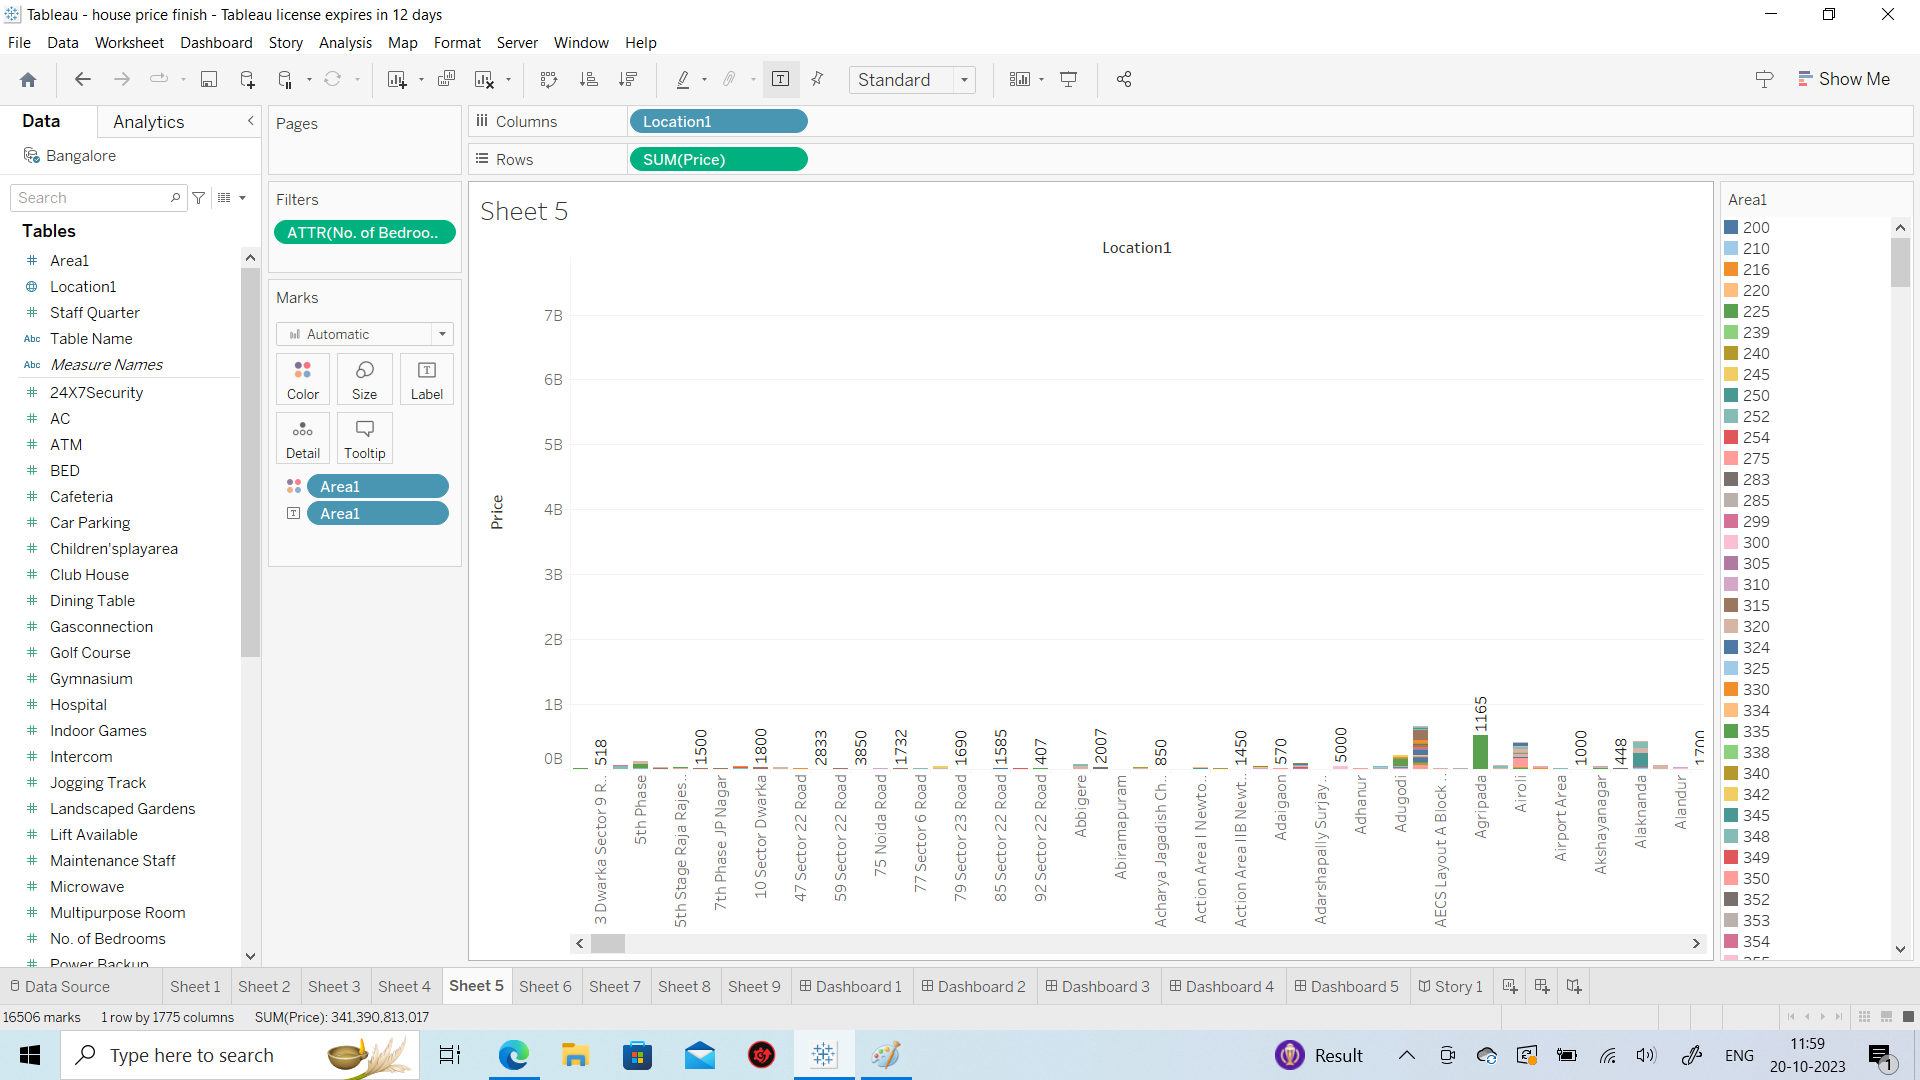 Tableau - house price finish - Tableau license expires in 12 days
File Data Worksheet Dashboard Story Analysis Map Format Server Window Help
Standard
Show Me
Data
Analytics
Bangalore
Search
Tables
Area1
Location1
Staff Quarter
Abc Table Name
Abc Measure Names
24X7Security
AC
ATM
BED
Cafeteria
Car Parking
Children'splayarea
Club House
Dining Table
Gasconnection
Golf Course
Gymnasium
Hospital
Indoor Games
Intercom
Jogging Track
Landscaped Gardens
Lift Available
Maintenance Staff
Microwave
Multipurpose Room
No. of Bedrooms
Power Backup
Pages
Filters
ATTR(No. of Bedroo..
Marks
Automatic
Color
Size
Label
Detail
Tooltip
Area1
Area1
Columns
Location1
Rows
SUM(Price)
Sheet 5
Location1
Price
7B
6B
5B
4B
3B
2B
1B
0B
518
1500
1800
2833
3850
1732
1690
1585
407
2007
850
1450
570
5000
1165
1000
448
1700
3 Dwarka Sector 9 R..
5th Phase
5th Stage Raja Rajes..
7th Phase JP Nagar
10 Sector Dwarka
47 Sector 22 Road
59 Sector 22 Road
75 Noida Road
77 Sector 6 Road
79 Sector 23 Road
85 Sector 22 Road
92 Sector 22 Road
Abbigere
Abiramapuram
Acharya Jagadish Ch..
Action Area I Newto..
Action Area IIB Newt..
Adaigaon
Adarshapally Surjay..
Adhanur
Adugodi
AECS Layout A Block ..
Agripada
Airoli
Airport Area
Akshayanagar
Alaknanda
Alandur
Area1
200
210
216
220
225
239
240
245
250
252
254
275
283
285
299
300
305
310
315
320
324
325
330
334
335
338
340
342
345
348
349
350
352
353
354
355
Data Source
Sheet 1
Sheet 2
Sheet 3
Sheet 4
Sheet 5
Sheet 6
Sheet 7
Sheet 8
Sheet 9
Dashboard 1
Dashboard 2
Dashboard 3
Dashboard 4
Dashboard 5
Story 1
16506 marks
1 row by 1775 columns
SUM(Price): 341,390,813,017
Type here to search
Result
ENG
11:59
20-10-2023
1